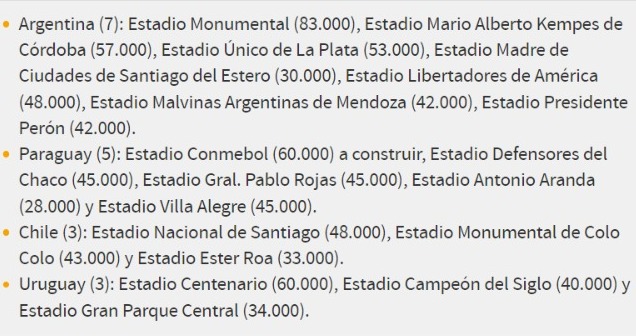 Argentina (7): Estadio Monumental (83.000), Estadio Mario Alberto Kempes de
Córdoba (57.000), Estadio Único de La Plata (53.000), Estadio Madre de
Ciudades de Santiago del Estero (30.000), Estadio Libertadores de América
(48.000), Estadio Malvinas Argentinas de Mendoza (42.000), Estadio Presidente
Perón (42.000).
Paraguay (5): Estadio Conmebol (60.000) a construir, Estadio Defensores del
Chaco (45.000), Estadio Gral. Pablo Rojas (45.000), Estadio Antonio Aranda
(28.000) y Estadio Villa Alegre (45.000).
Chile (3): Estadio Nacional de Santiago (48.000), Estadio Monumental de Colo
Colo (43.000) y Estadio Ester Roa (33.000).
Uruguay (3): Estadio Centenario (60.000), Estadio Campeón del Siglo (40.000) y
Estadio Gran Parque Central (34.000).